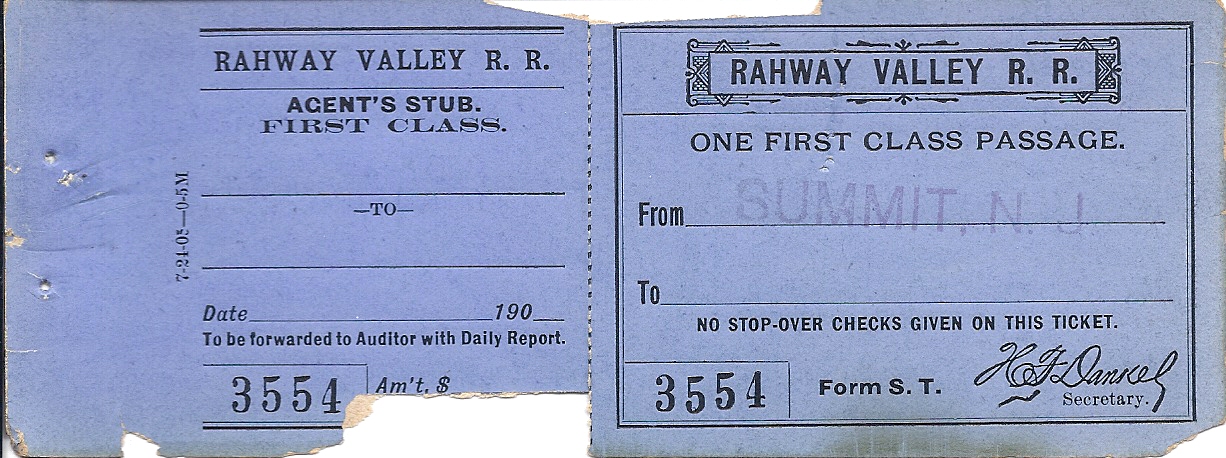 RAHWAY VALLEY R. R.
AGENT'S STUB.
FIRST CLASS.
—TO—
Date 190
To be forwarded to Auditor with Daily Report.
3554 Am't. $
7-24-05—0-5M
RAHWAY VALLEY R. R.
ONE FIRST CLASS PASSAGE.
From SUMMIT, N. J.
To
NO STOP-OVER CHECKS GIVEN ON THIS TICKET.
3554 Form S. T.
Secretary.